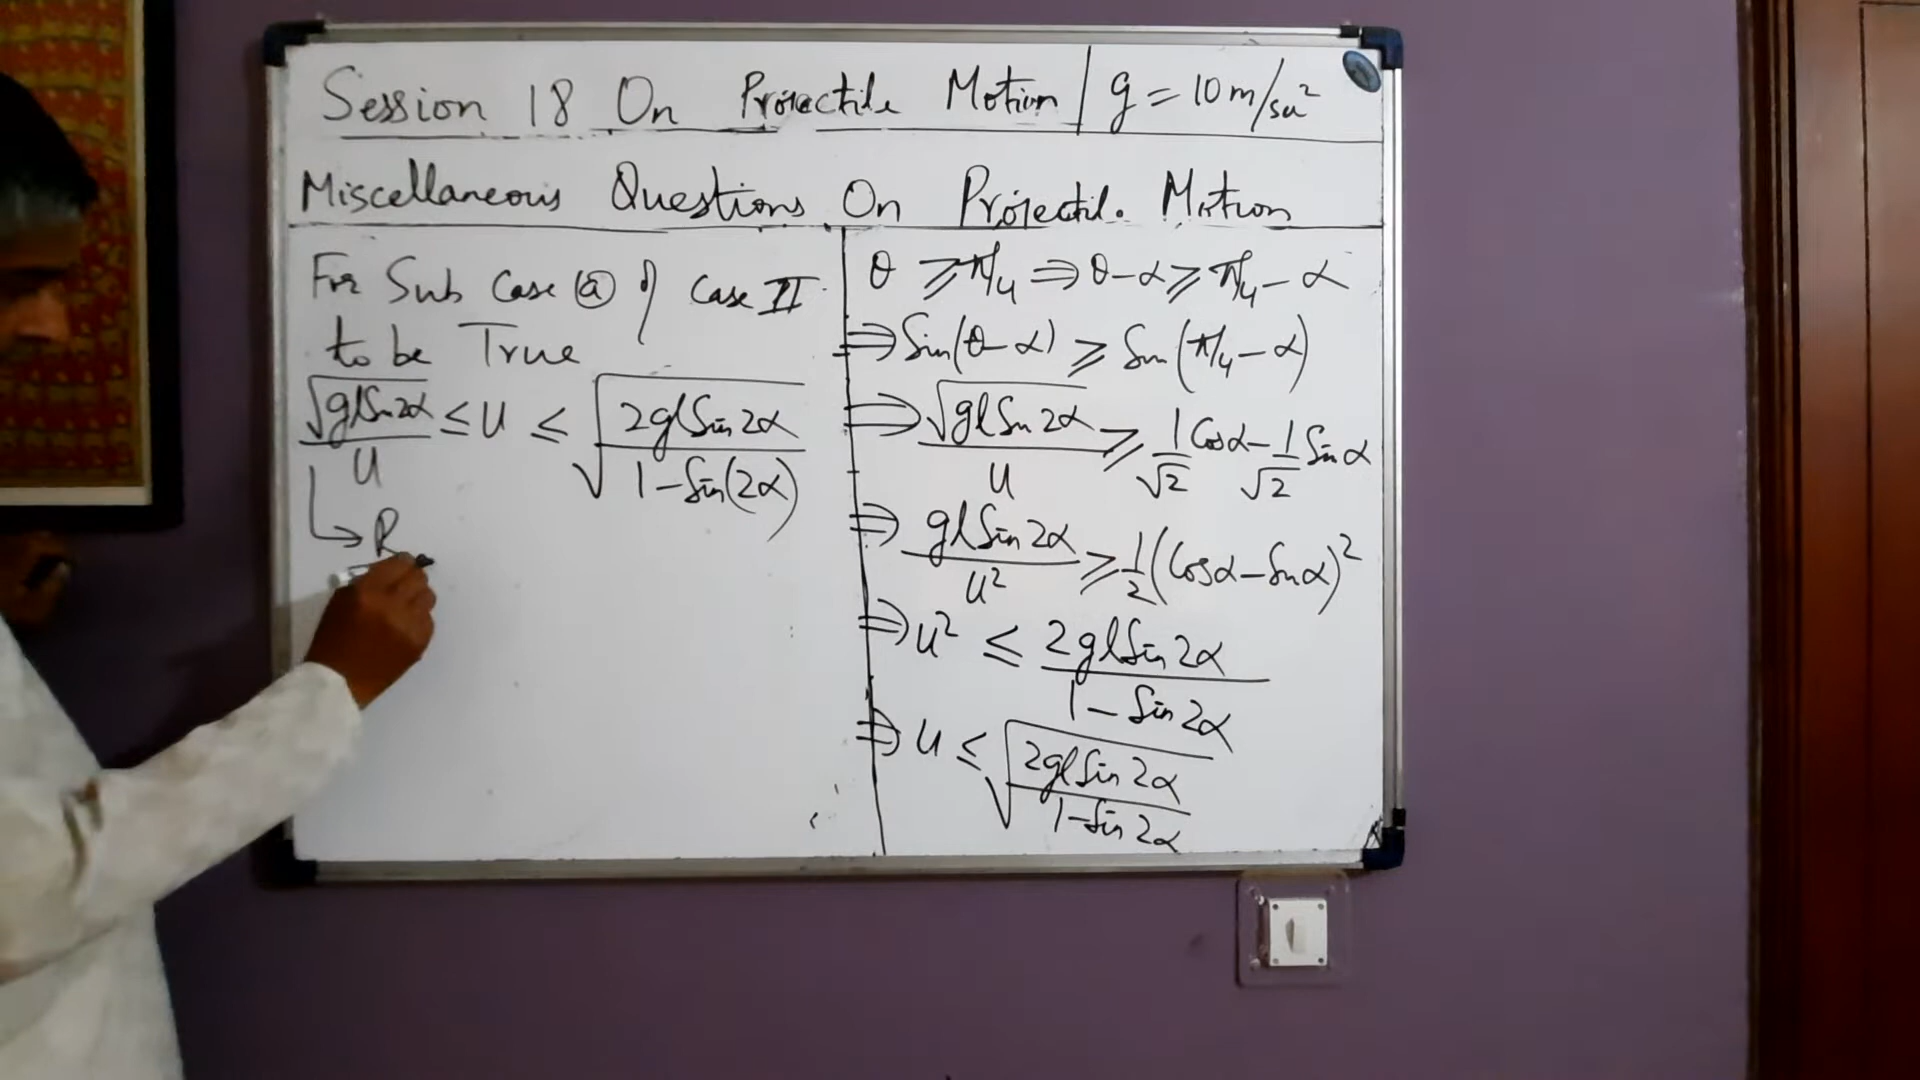 Session 18 On Projectile Motion | g = 10 m/sec²
Miscellaneous Questions On Projectile Motion
For Sub Case ⓐ of Case II
to be True
√(gl Sin 2α)/U ≤ U ≤ √(2gl Sin 2α/(1 - Sin(2α)))
↳ R
θ ⩾ π/4 ⇒ θ - α ⩾ π/4 - α
⇒ Sin(θ - α) ⩾ Sin(π/4 - α)
⇒ √(gl Sin 2α)/U ⩾ 1/√2 Cosα - 1/√2 Sinα
⇒ gl Sin 2α/U² ⩾ 1/2 (Cosα - Sinα)²
⇒ U² ≤ 2gl Sin 2α/(1 - Sin 2α)
⇒ U ≤ √(2gl Sin 2α/(1 - Sin 2α))